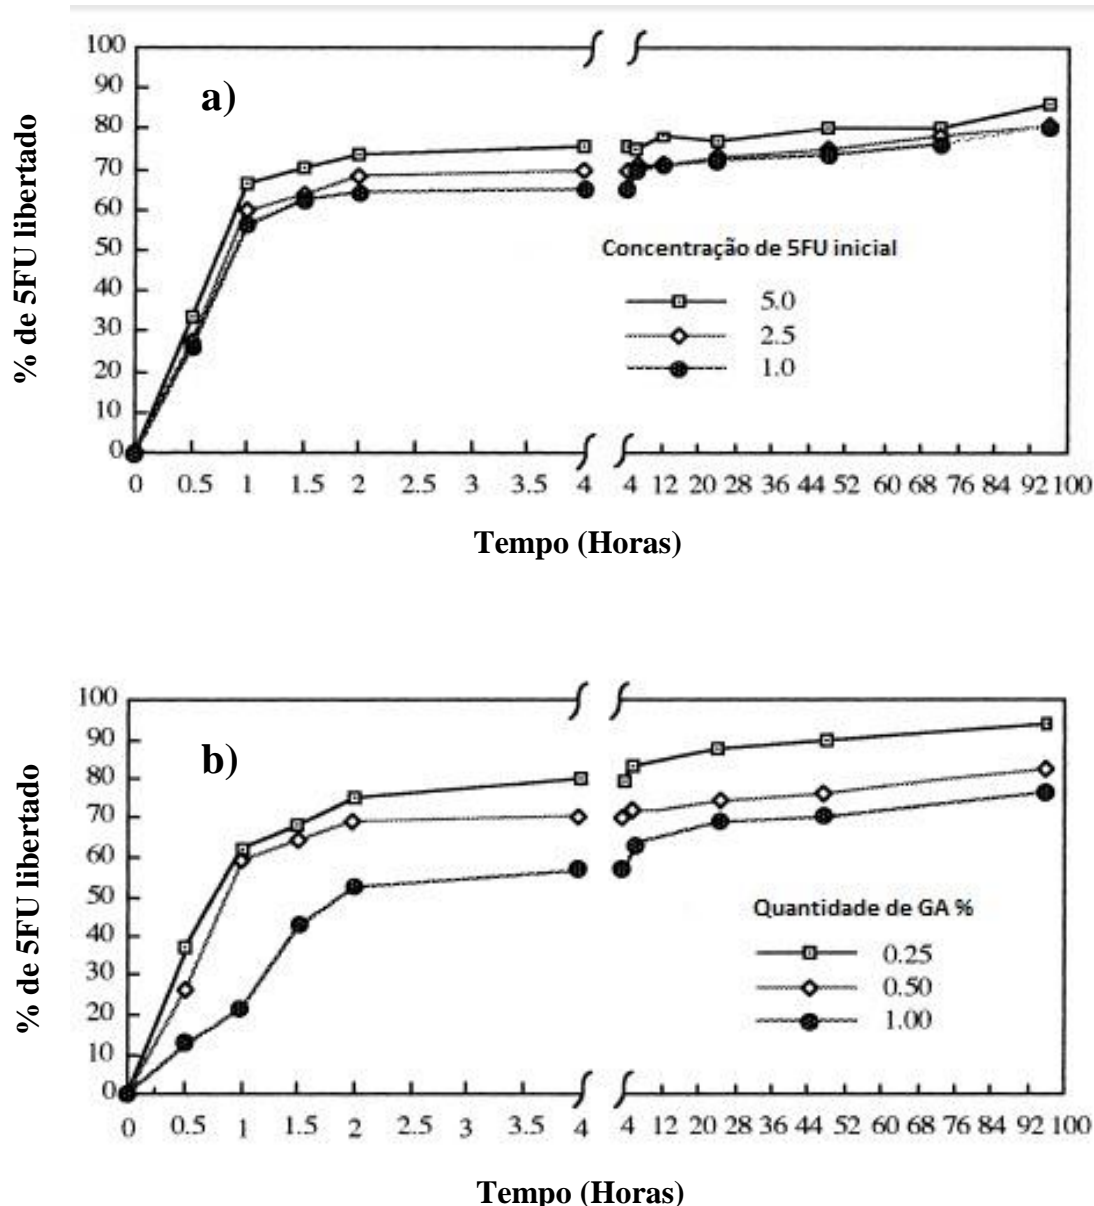 100
90
80
70
60
50
40
30
20
10
0
% de 5FU libertado
a)
Concentração de 5FU inicial
5.0
2.5
1.0
0 0.5 1 1.5 2 2.5 3 3.5 4 4 12 20 28 36 44 52 60 68 76 84 92 100
Tempo (Horas)
100
90
80
70
60
50
40
30
20
10
0
% de 5FU libertado
b)
Quantidade de GA %
0.25
0.50
1.00
0 0.5 1 1.5 2 2.5 3 3.5 4 4 12 20 28 36 44 52 60 68 76 84 92 100
Tempo (Horas)